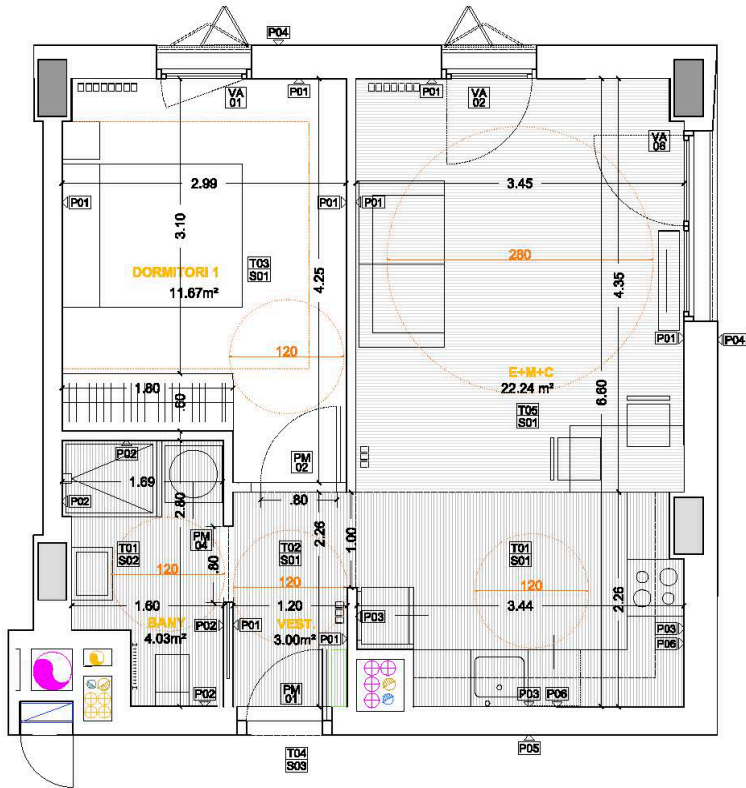 P04
VA
01
P01
P01
VA
02
VA
06
2.99
3.45
P01
P01
P01
3.10
T03
S01
280
DORMITORI 1
11.67m²
4.25
4.35
P01
P04
120
E+M+C
22.24 m²
6.60
1.80
.60
T05
S01
P02
PM
02
1.69
P02
2.80
.80
2.26
1.00
PM
04
T01
S02
.80
T02
S01
T01
S01
120
120
120
1.60
1.20
3.44
2.26
BANY
4.03m²
P02
P01
VEST.
3.00m²
P01
P03
P03
P06
P02
PM
01
P03
P06
T04
S03
P05